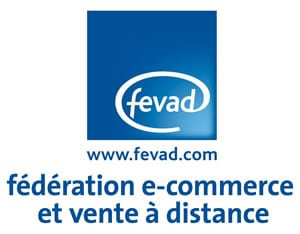 fevad
www.fevad.com
fédération e-commerce
et vente à distance